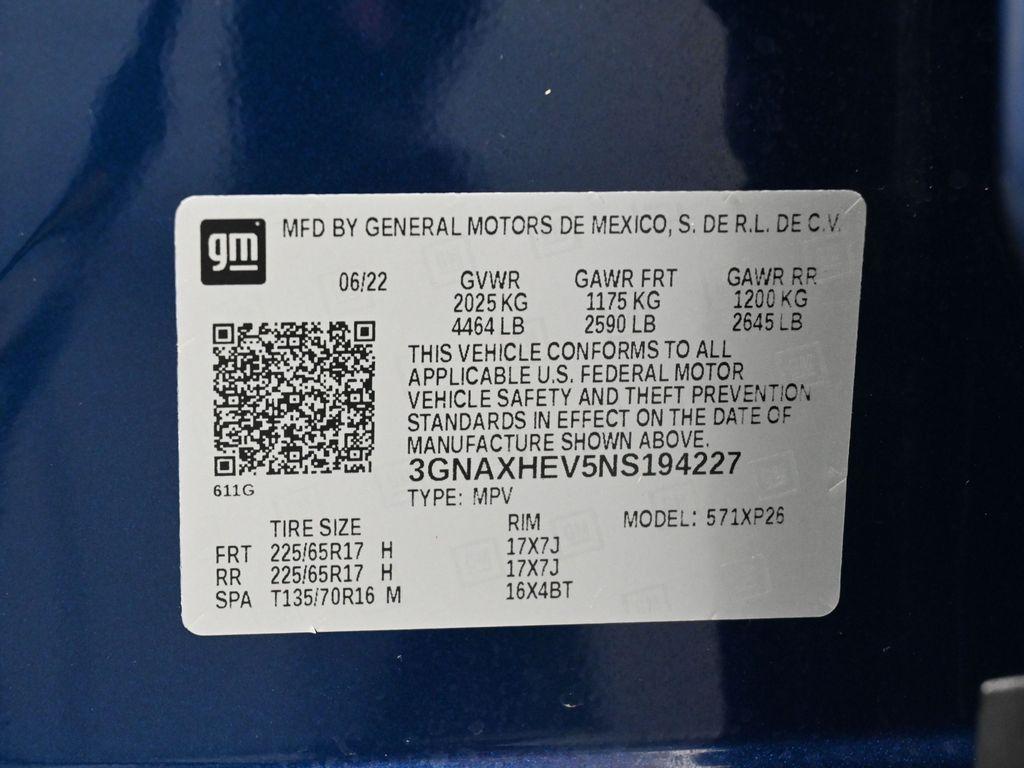 gm
MFD BY GENERAL MOTORS DE MEXICO, S. DE R.L. DE C.V.
06/22 GVWR GAWR FRT GAWR RR
2025 KG 1175 KG 1200 KG
4464 LB 2590 LB 2645 LB
THIS VEHICLE CONFORMS TO ALL
APPLICABLE U.S. FEDERAL MOTOR
VEHICLE SAFETY AND THEFT PREVENTION
STANDARDS IN EFFECT ON THE DATE OF
MANUFACTURE SHOWN ABOVE.
3GNAXHEV5NS194227
611G
TYPE: MPV
TIRE SIZE RIM MODEL: 571XP26
FRT 225/65R17 H 17X7J
RR 225/65R17 H 17X7J
SPA T135/70R16 M 16X4BT